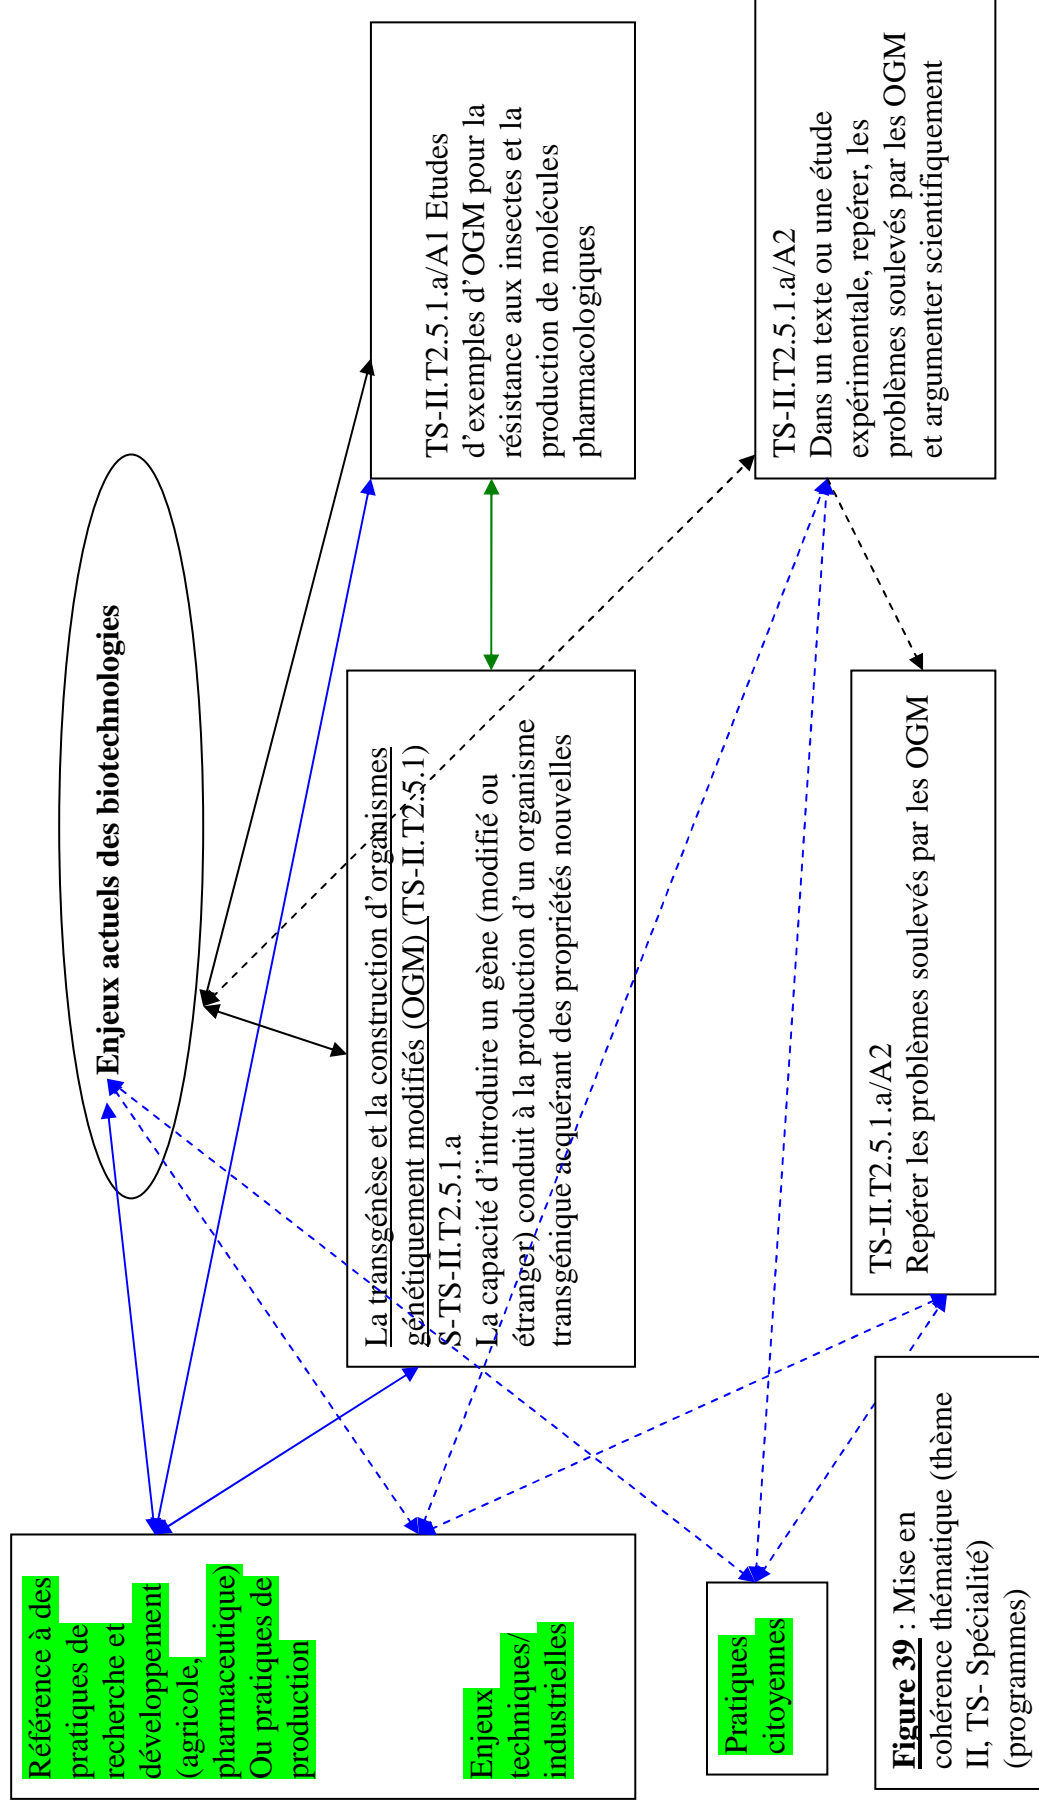 Enjeux actuels des biotechnologies
Référence à des
pratiques de
recherche et
développement
(agricole,
pharmaceutique)
Ou pratiques de
production
Enjeux
techniques/
industrielles
La transgénèse et la construction d'organismes
génétiquement modifiés (OGM) (TS-II.T2.5.1)
S-TS-II.T2.5.1.a
La capacité d'introduire un gène (modifié ou
étranger) conduit à la production d'un organisme
transgénique acquérant des propriétés nouvelles
TS-II.T2.5.1.a/A1 Etudes
d'exemples d'OGM pour la
résistance aux insectes et la
production de molécules
pharmacologiques
Pratiques
citoyennes
TS-II.T2.5.1.a/A2
Repérer les problèmes soulevés par les OGM
TS-II.T2.5.1.a/A2
Dans un texte ou une étude
expérimentale, repérer, les
problèmes soulevés par les OGM
et argumenter scientifiquement
Figure 39 : Mise en
cohérence thématique (thème
II, TS- Spécialité)
(programmes)